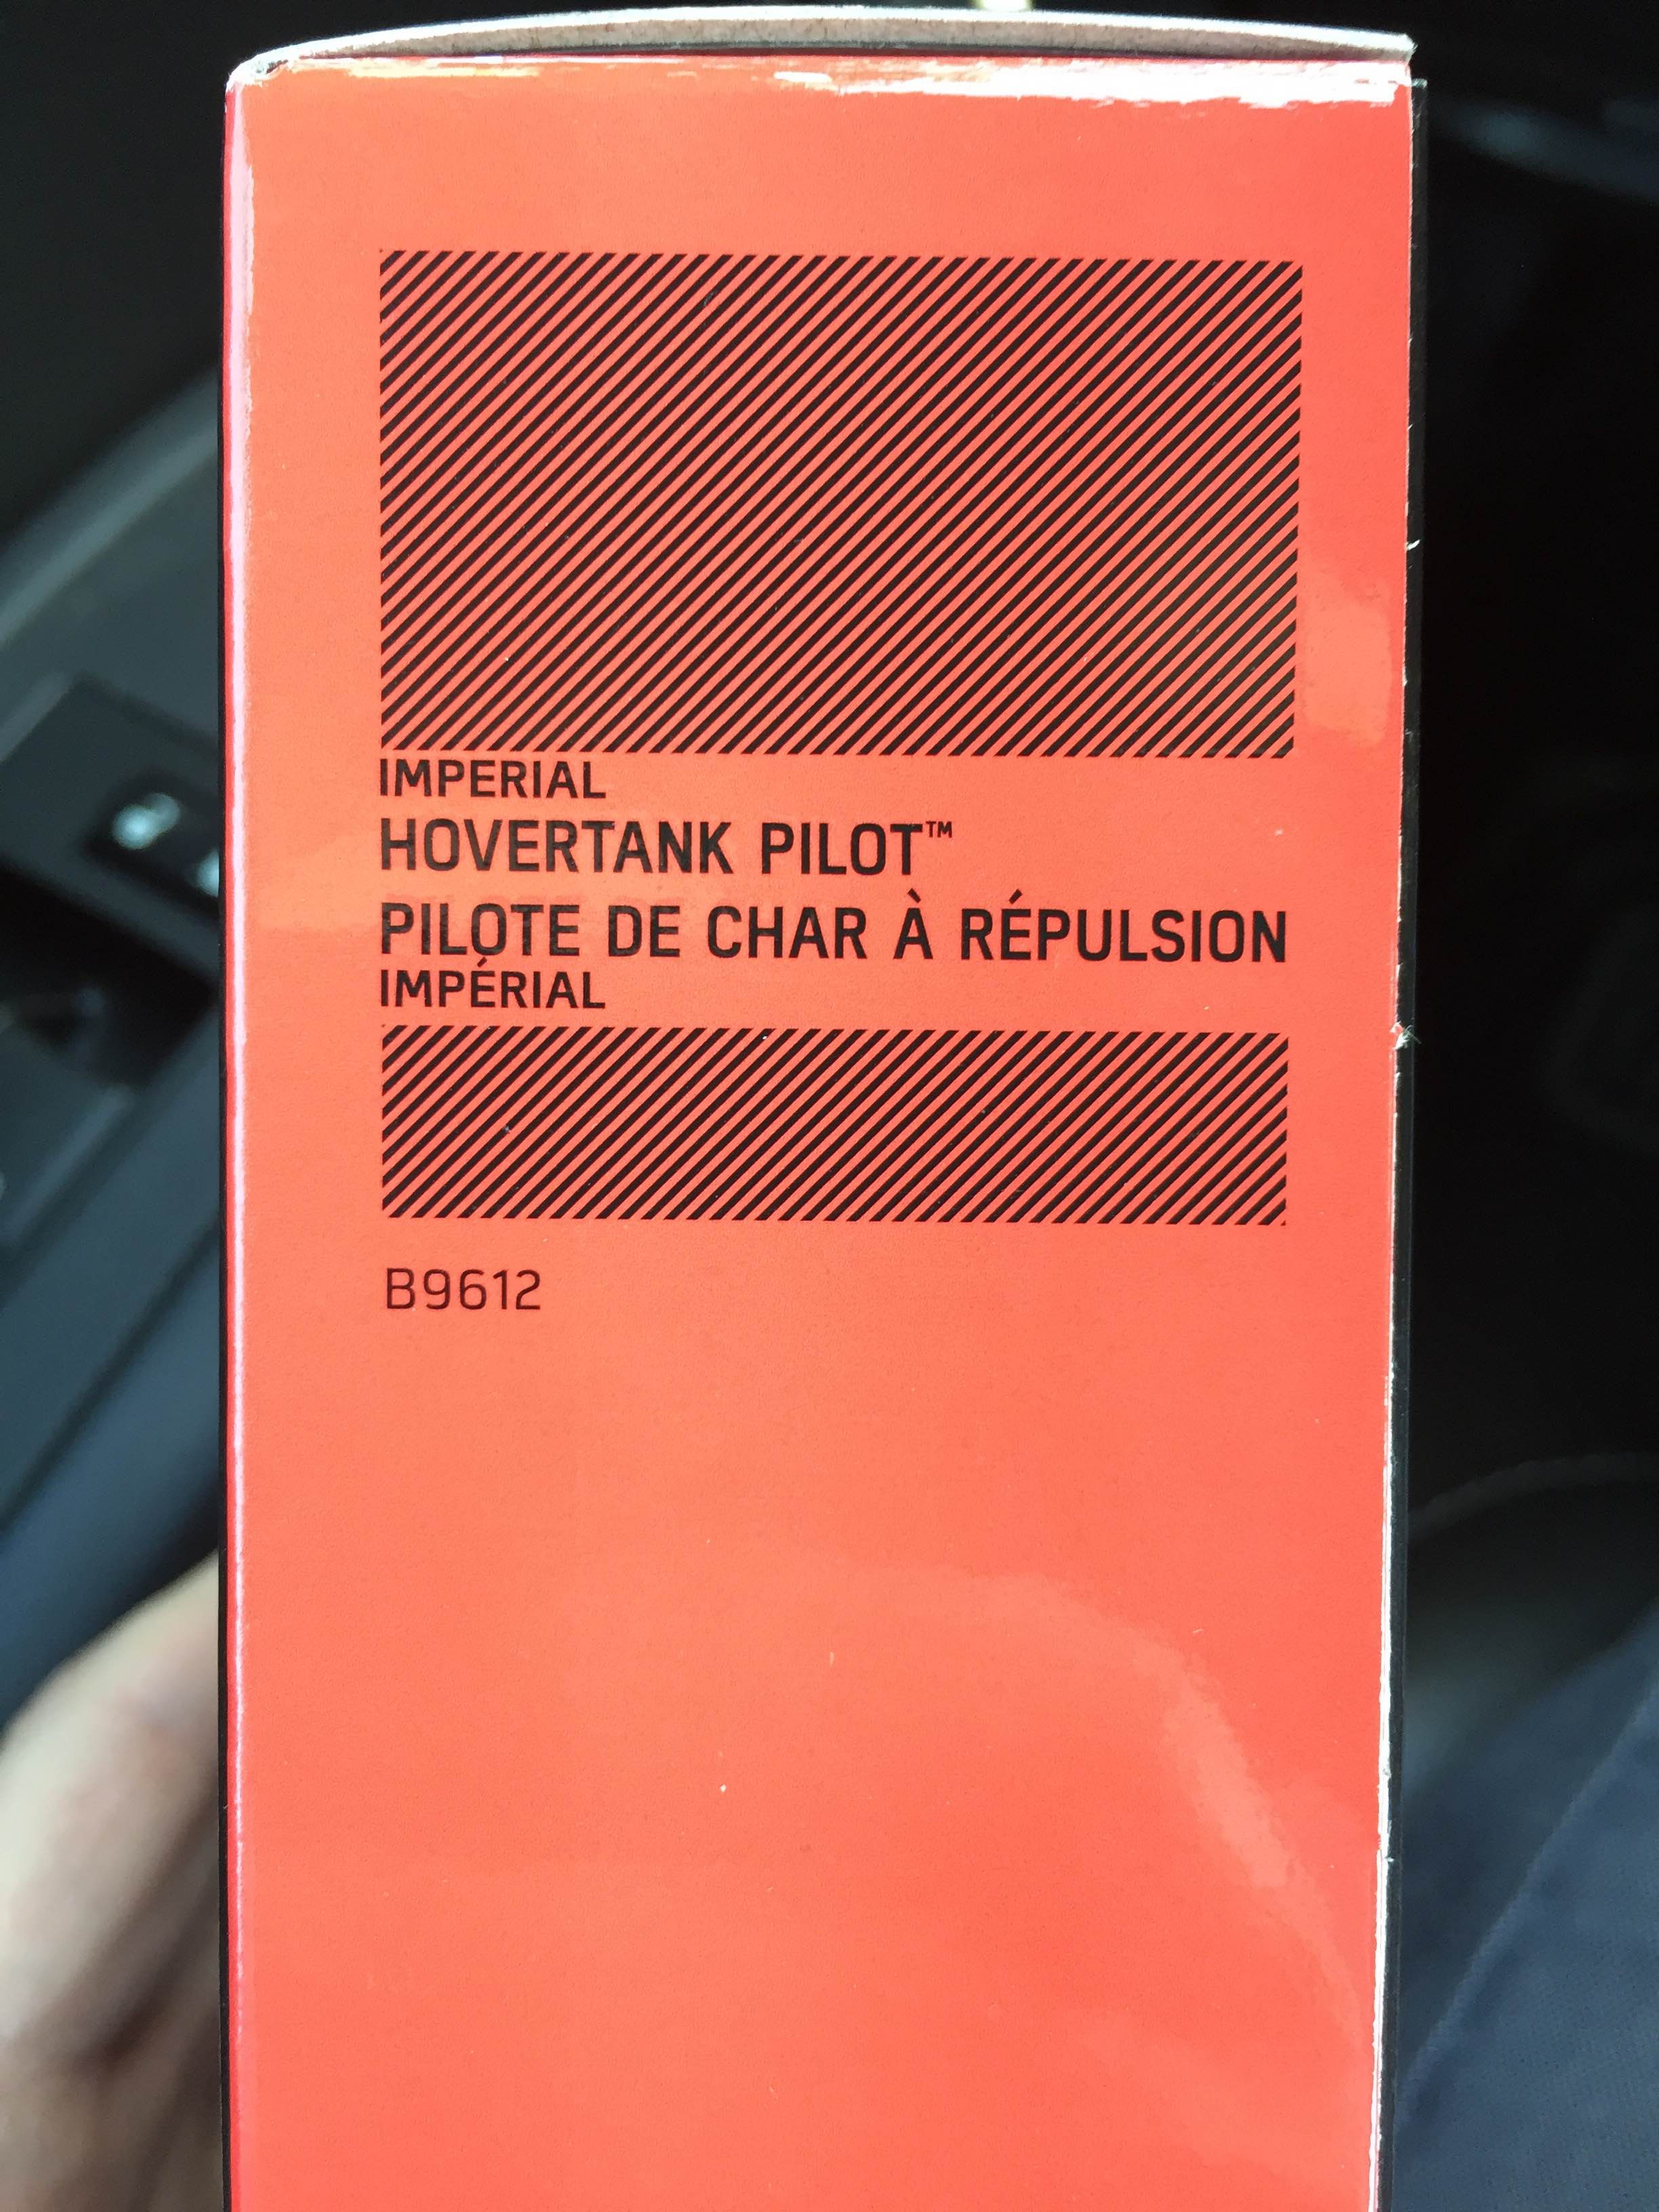 IMPERIAL
HOVERTANK PILOT™
PILOTE DE CHAR À RÉPULSION
IMPÉRIAL
B9612